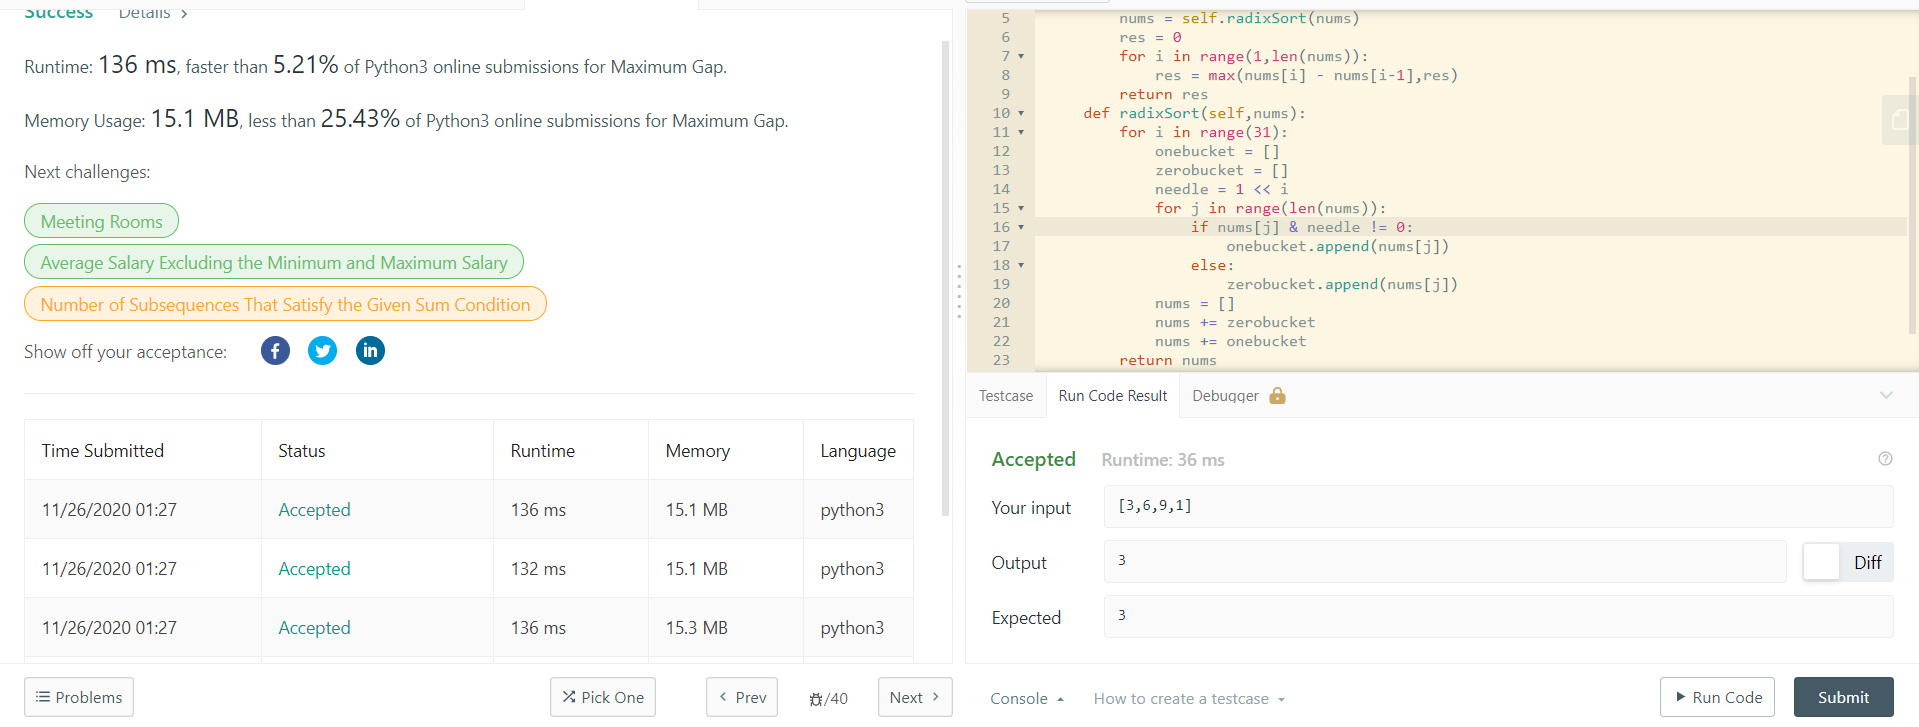 Success Details >
Runtime: 136 ms, faster than 5.21% of Python3 online submissions for Maximum Gap.
Memory Usage: 15.1 MB, less than 25.43% of Python3 online submissions for Maximum Gap.
Next challenges:
Meeting Rooms
Average Salary Excluding the Minimum and Maximum Salary
Number of Subsequences That Satisfy the Given Sum Condition
Show off your acceptance:
Time Submitted Status Runtime Memory Language
11/26/2020 01:27 Accepted 136 ms 15.1 MB python3
11/26/2020 01:27 Accepted 132 ms 15.1 MB python3
11/26/2020 01:27 Accepted 136 ms 15.3 MB python3
Problems Pick One < Prev /40 Next >
5 nums = self.radixSort(nums)
6 res = 0
7 for i in range(1,len(nums)):
8 res = max(nums[i] - nums[i-1],res)
9 return res
10 def radixSort(self,nums):
11 for i in range(31):
12 onebucket = []
13 zerobucket = []
14 needle = 1 << i
15 for j in range(len(nums)):
16 if nums[j] & needle != 0:
17 onebucket.append(nums[j])
18 else:
19 zerobucket.append(nums[j])
20 nums = []
21 nums += zerobucket
22 nums += onebucket
23 return nums
Testcase Run Code Result Debugger
Accepted Runtime: 36 ms
Your input [3,6,9,1]
Output 3 Diff
Expected 3
Console How to create a testcase Run Code Submit